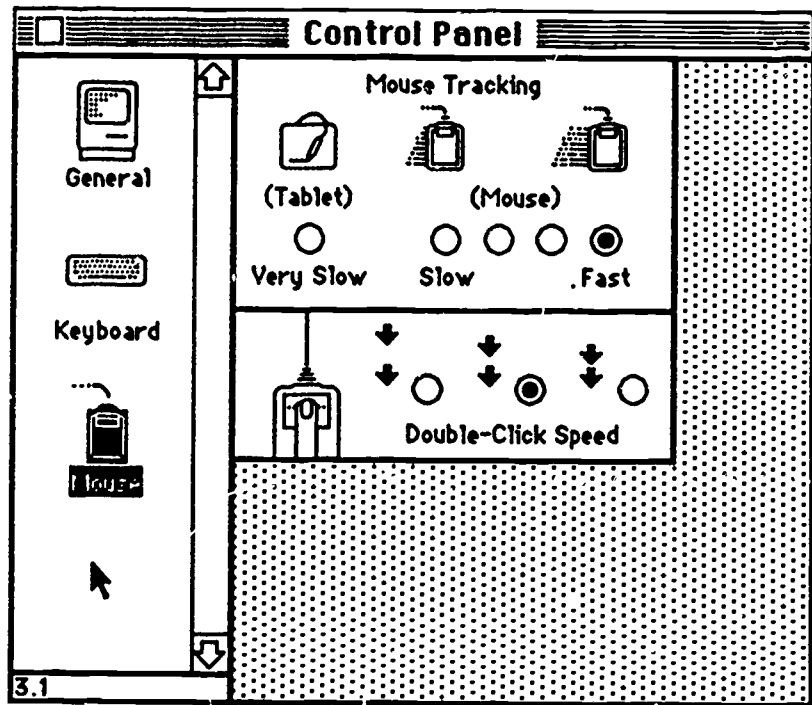 Control Panel
General
Keyboard
Mouse
3.1
Mouse Tracking
(Tablet) (Mouse)
Very Slow Slow .Fast
Double-Click Speed